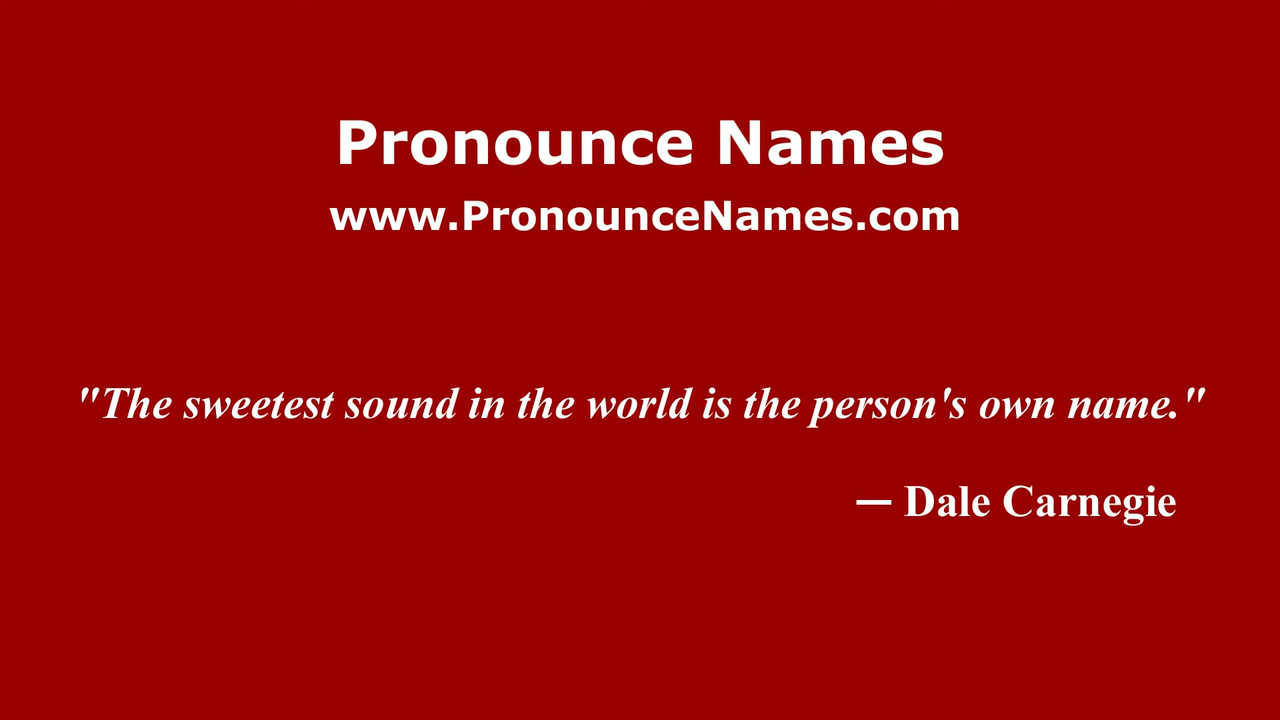 Pronounce Names
www.PronounceNames.com
"The sweetest sound in the world is the person's own name."
— Dale Carnegie